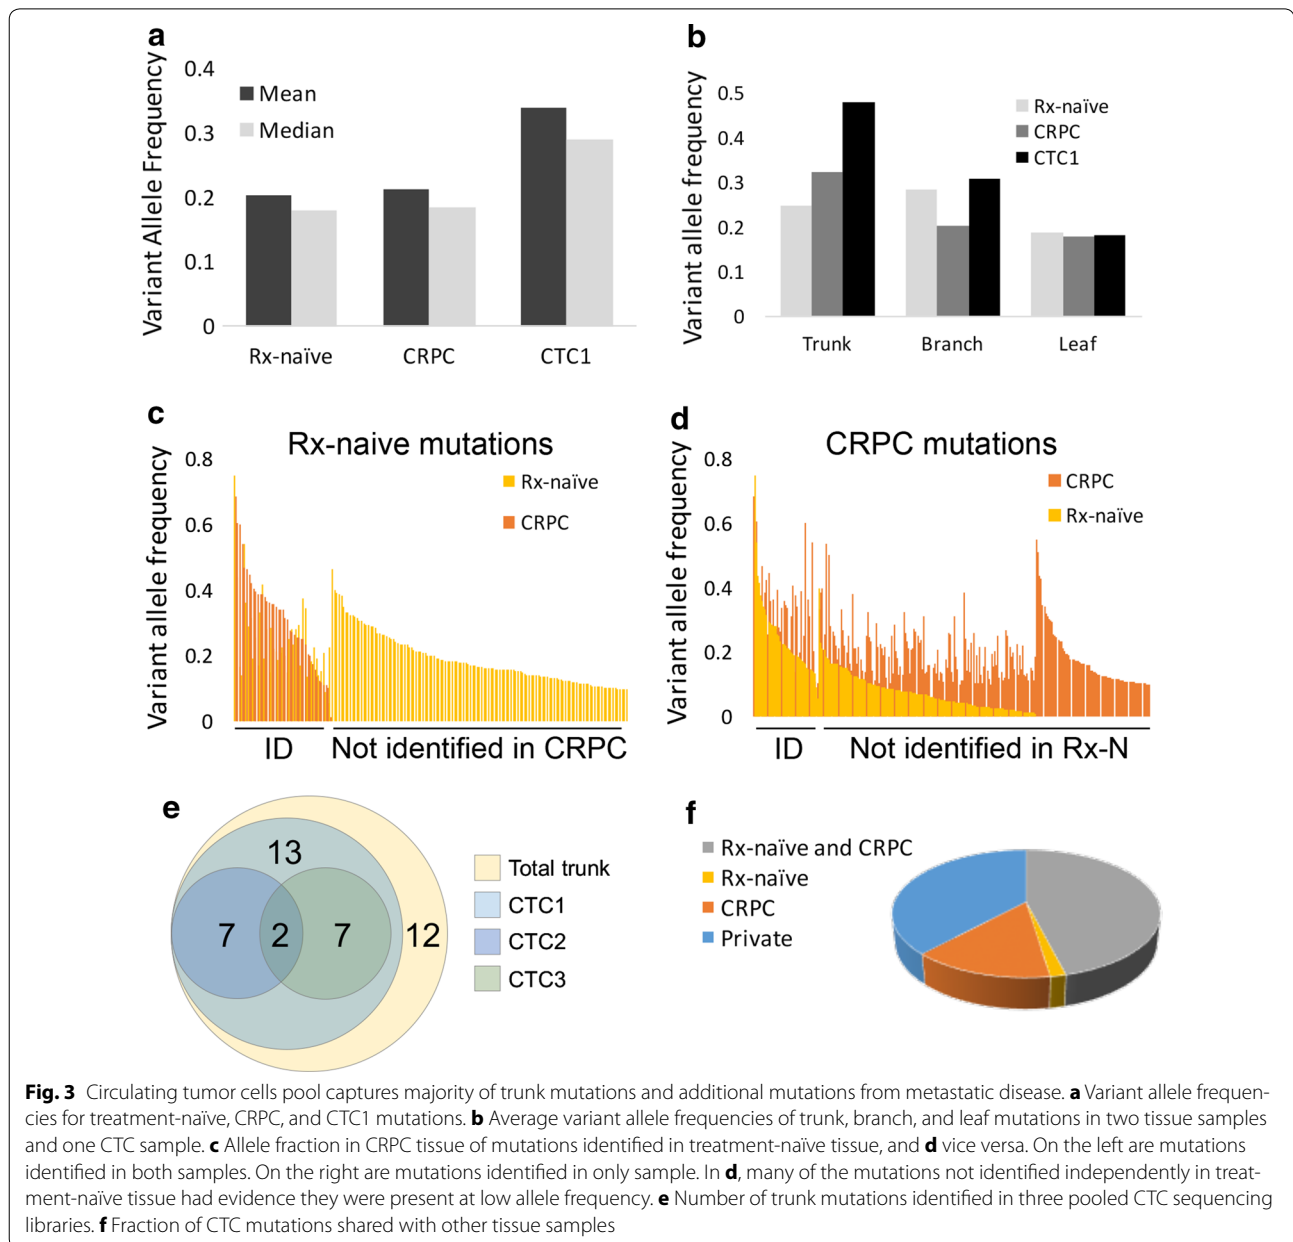 a
Variant Allele Frequency
0.4
0.3
0.2
0.1
0
Mean
Median
Rx-naïve
CRPC
CTC1
b
Variant allele frequency
0.5
0.4
0.3
0.2
0.1
0
Rx-naïve
CRPC
CTC1
Trunk
Branch
Leaf
c
Rx-naive mutations
Variant allele frequency
0.8
0.6
0.4
0.2
0
Rx-naïve
CRPC
ID
Not identified in CRPC
d
CRPC mutations
Variant allele frequency
0.8
0.6
0.4
0.2
0
CRPC
Rx-naïve
ID
Not identified in Rx-N
e
13
7
2
7
12
Total trunk
CTC1
CTC2
CTC3
f
Rx-naïve and CRPC
Rx-naïve
CRPC
Private
Fig. 3 Circulating tumor cells pool captures majority of trunk mutations and additional mutations from metastatic disease. a Variant allele frequen-
cies for treatment-naïve, CRPC, and CTC1 mutations. b Average variant allele frequencies of trunk, branch, and leaf mutations in two tissue samples
and one CTC sample. c Allele fraction in CRPC tissue of mutations identified in treatment-naïve tissue, and d vice versa. On the left are mutations
identified in both samples. On the right are mutations identified in only sample. In d, many of the mutations not identified independently in treat-
ment-naïve tissue had evidence they were present at low allele frequency. e Number of trunk mutations identified in three pooled CTC sequencing
libraries. f Fraction of CTC mutations shared with other tissue samples